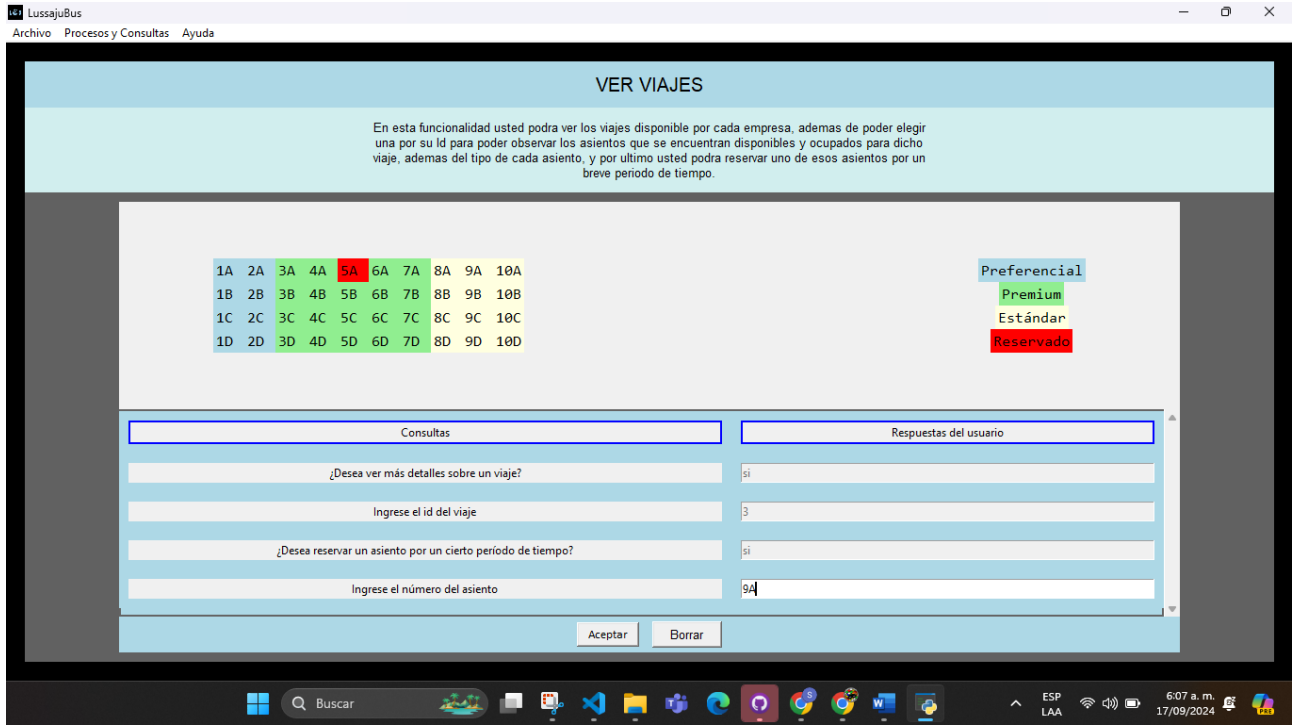 LussajuBus
Archivo Procesos y Consultas Ayuda
VER VIAJES
En esta funcionalidad usted podra ver los viajes disponible por cada empresa, ademas de poder elegir
una por su Id para poder observar los asientos que se encuentran disponibles y ocupados para dicho
viaje, ademas del tipo de cada asiento, y por ultimo usted podra reservar uno de esos asientos por un
breve periodo de tiempo.
1A 2A 3A 4A 5A 6A 7A 8A 9A 10A
1B 2B 3B 4B 5B 6B 7B 8B 9B 10B
1C 2C 3C 4C 5C 6C 7C 8C 9C 10C
1D 2D 3D 4D 5D 6D 7D 8D 9D 10D
Preferencial
Premium
Estándar
Reservado
Consultas Respuestas del usuario
¿Desea ver más detalles sobre un viaje? si
Ingrese el id del viaje 3
¿Desea reservar un asiento por un cierto período de tiempo? si
Ingrese el número del asiento 9A
Aceptar Borrar
Buscar
ESP
LAA
6:07 a. m.
17/09/2024